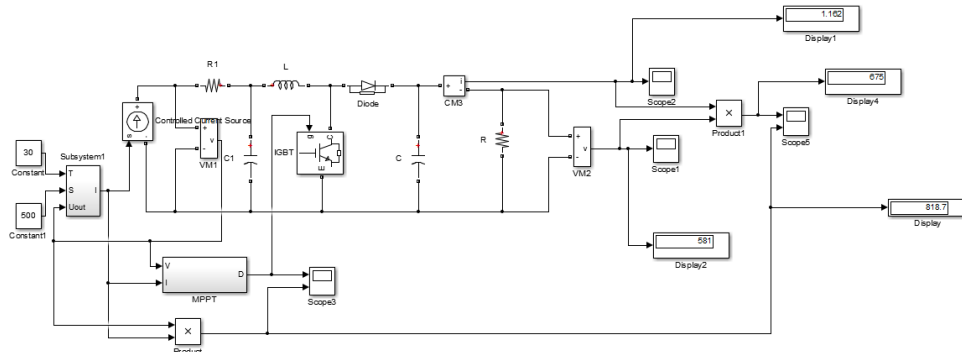 1.162
Display1
R1
L
Diode
i
+
-
CM3
Scope2
675
Display4
Product1
Scope5
Controlled Current Source
+
-
v
VM1
C1
IGBT
g
C
E
C
R
+
-
v
VM2
Scope1
30
Constant
Subsystem1
T
S
I
Uout
500
Constant1
818.7
Display
581
Display2
V
I
D
MPPT
Scope3
Product